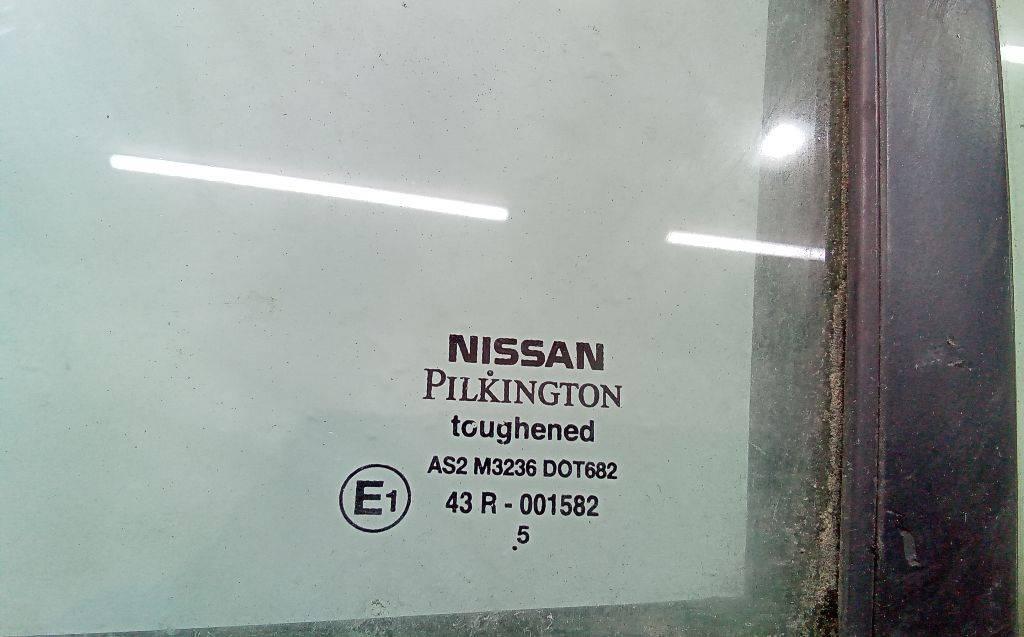 NISSAN
PILKINGTON
toughened
AS2 M3236 DOT682
E1 43 R - 001582
.5